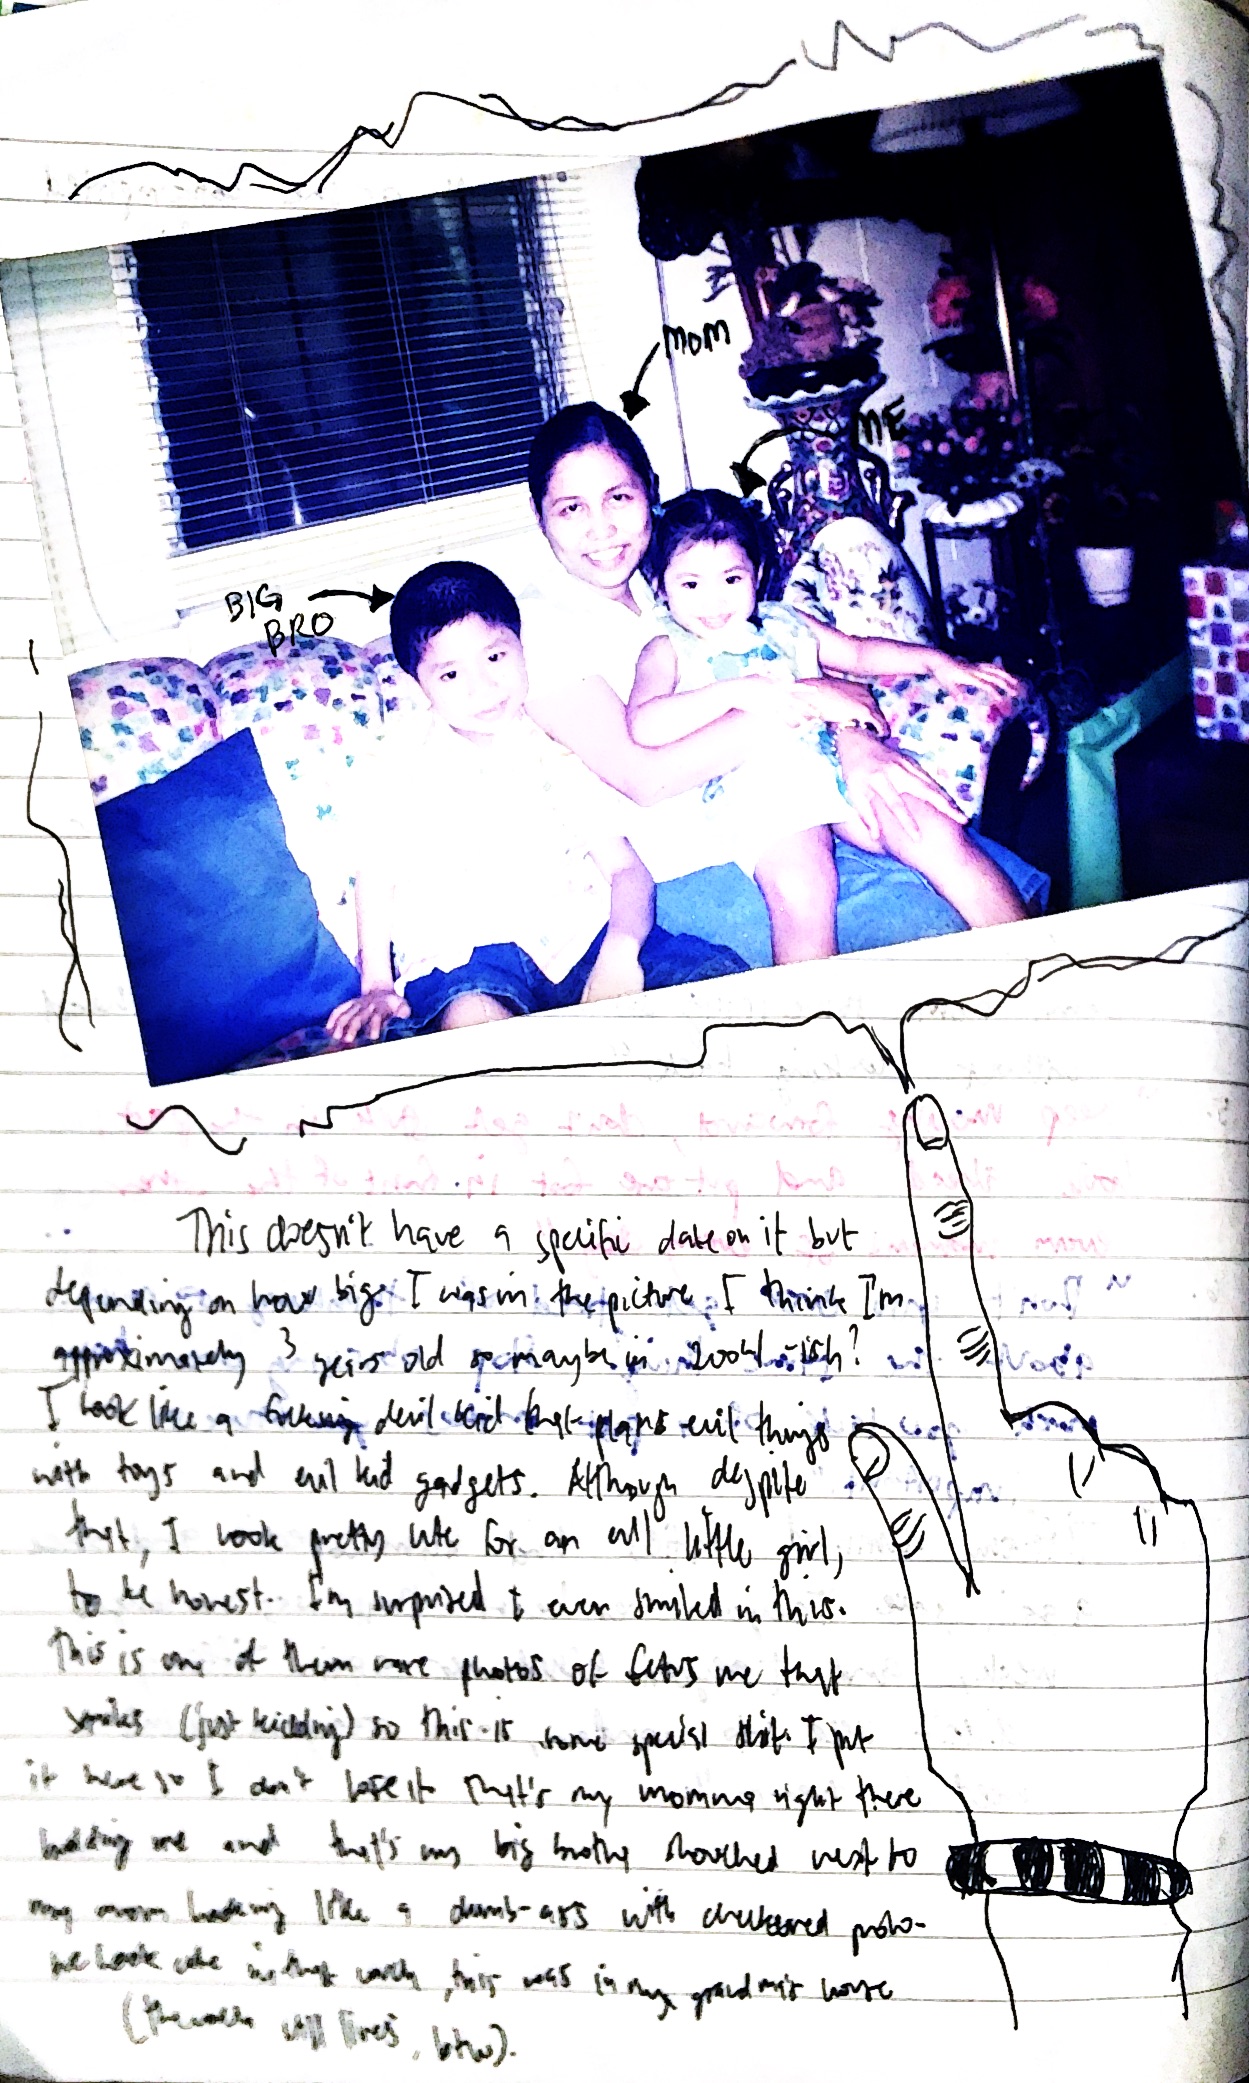 MOM
ME
BIG
BRO
This doesn't have a specific date on it but
depending on how big I was in the picture, I think I'm
approximately 3 years old so maybe in 2004-ish?
I look like a fucking devil kid that plans evil things
with toys and evil kid gadgets. Although despite
that, I look pretty cute for an evil little girl,
to be honest. I'm surprised I even smiled in this.
This is one of them rare photos of fetus me that
smiles (just kidding) so this is some special shit. I put
it here so I don't lose it. That's my momma right there
holding me and that's my big brother slouched next to
my mom looking like a dumb-ass with checkered polo-
we look cute in that couch, this was in my grandma's house
(the couch still lives, btw).